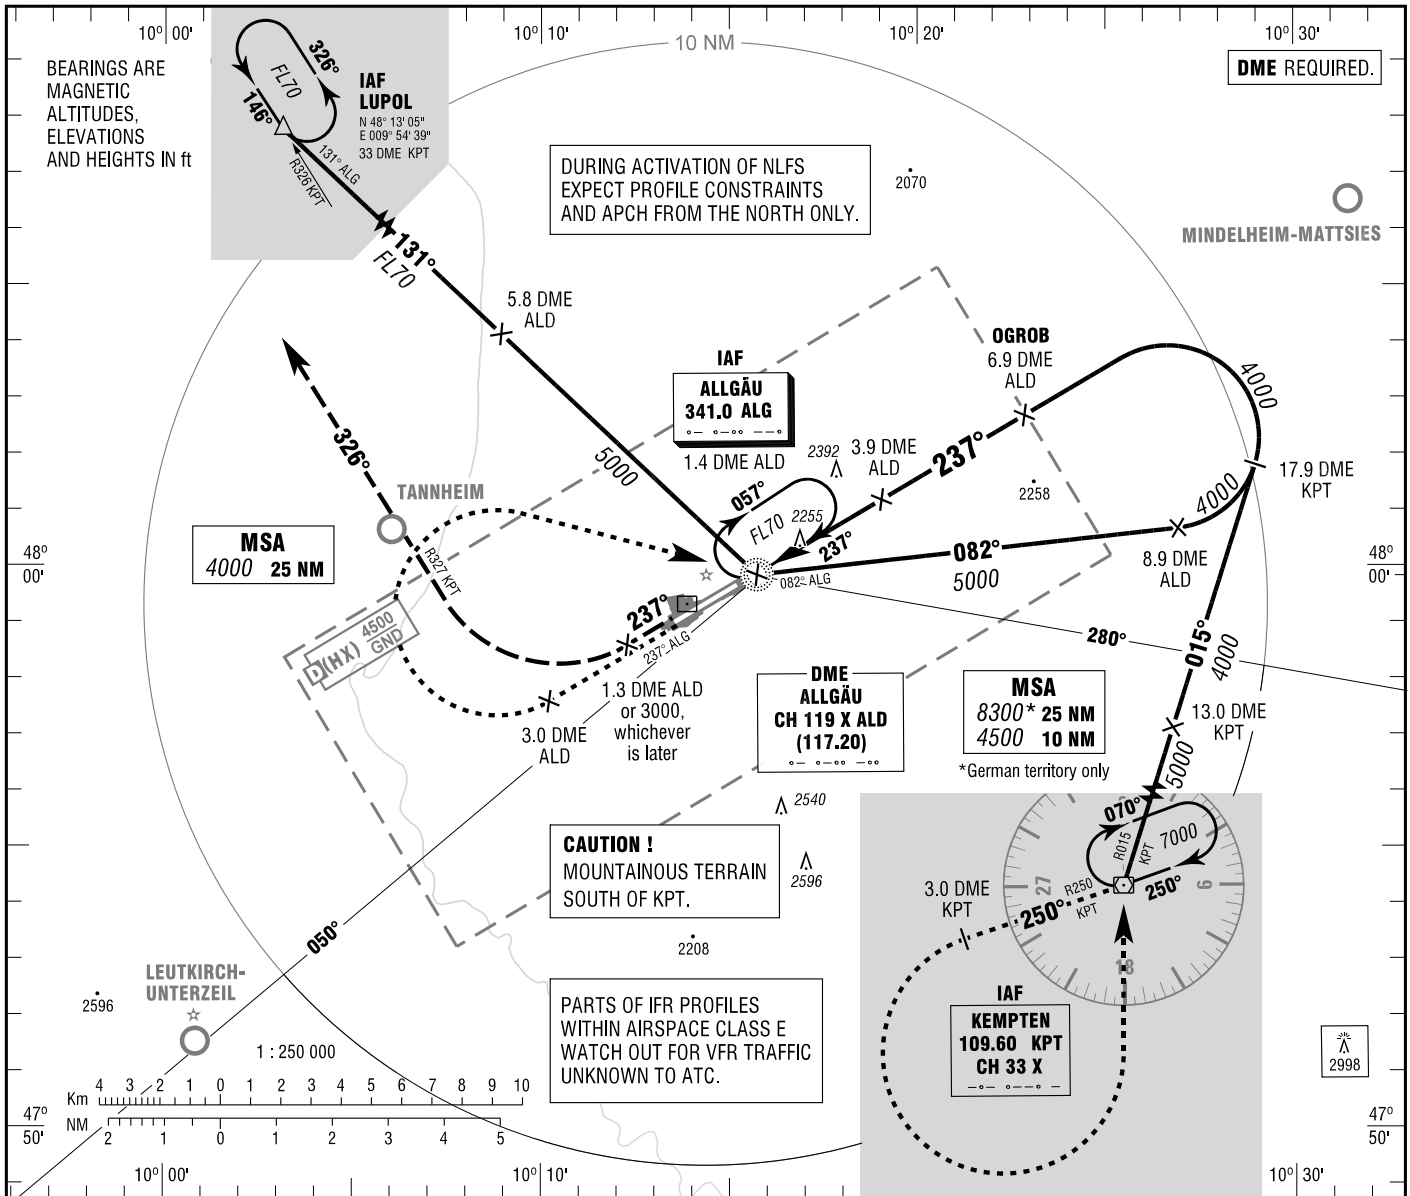 10° 00'
10° 10'
10° 20'
10° 30'
10 NM
BEARINGS ARE
MAGNETIC
ALTITUDES,
ELEVATIONS
AND HEIGHTS IN ft
326°
FL70
146°
IAF
LUPOL
N 48° 13' 05"
E 009° 54' 39"
33 DME KPT
131° ALG
R326 KPT
DME REQUIRED.
DURING ACTIVATION OF NLFS
EXPECT PROFILE CONSTRAINTS
AND APCH FROM THE NORTH ONLY.
2070
MINDELHEIM-MATTSIES
131°
FL70
5.8 DME
ALD
OGROB
6.9 DME
ALD
IAF
ALLGÄU
341.0 ALG
1.4 DME ALD
4000
5000
2392
3.9 DME
ALD
237°
17.9 DME
KPT
326°
TANNHEIM
057°
FL70
2255
237°
2258
4000
MSA
4000 25 NM
R327 KPT
48°
00'
082°
5000
082° ALG
8.9 DME
ALD
48°
00'
D(HX)
4500
GND
237°
237° ALG
280°
015°
4000
1.3 DME ALD
or 3000,
whichever
is later
3.0 DME
ALD
DME
ALLGÄU
CH 119 X ALD
(117.20)
MSA
8300* 25 NM
4500 10 NM
*German territory only
13.0 DME
KPT
5000
2540
CAUTION !
MOUNTAINOUS TERRAIN
SOUTH OF KPT.
2596
070°
R015
KPT
7000
3.0 DME
KPT
27
R250
KPT
250°
250°
9
18
2208
050°
LEUTKIRCH-
UNTERZEIL
2596
PARTS OF IFR PROFILES
WITHIN AIRSPACE CLASS E
WATCH OUT FOR VFR TRAFFIC
UNKNOWN TO ATC.
IAF
KEMPTEN
109.60 KPT
CH 33 X
2998
1 : 250 000
4 3 2 1 0 1 2 3 4 5 6 7 8 9 10
Km
NM
2 1 0 1 2 3 4 5
47°
50'
47°
50'
10° 00'
10° 10'
10° 30'